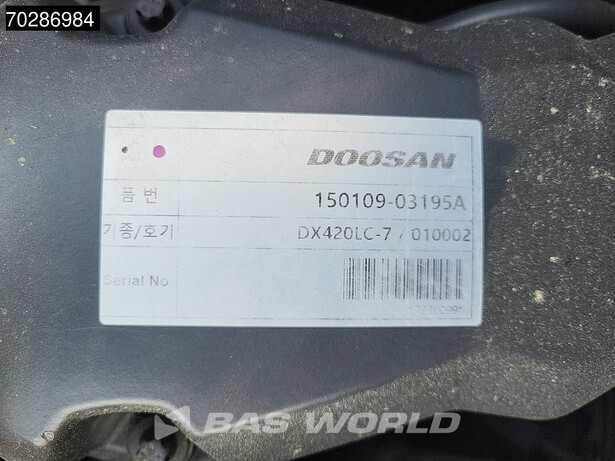 70286984
DOOSAN
품 번 150109-03195A
기종/호기 DX420LC-7 / 010002
Serial No
BAS WORLD